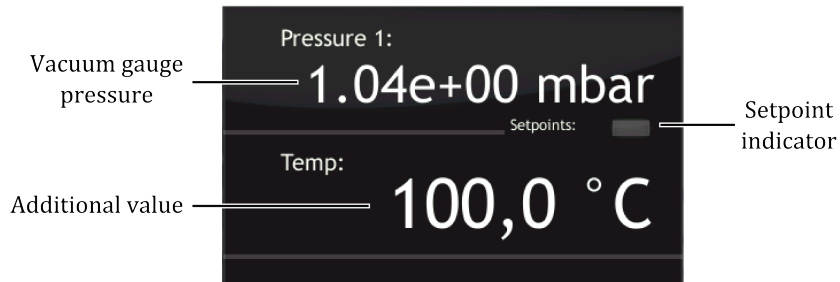 Pressure 1:
Vacuum gauge
pressure
1.04e+00 mbar
Setpoints:
Setpoint
indicator
Temp:
Additional value
100,0 °C